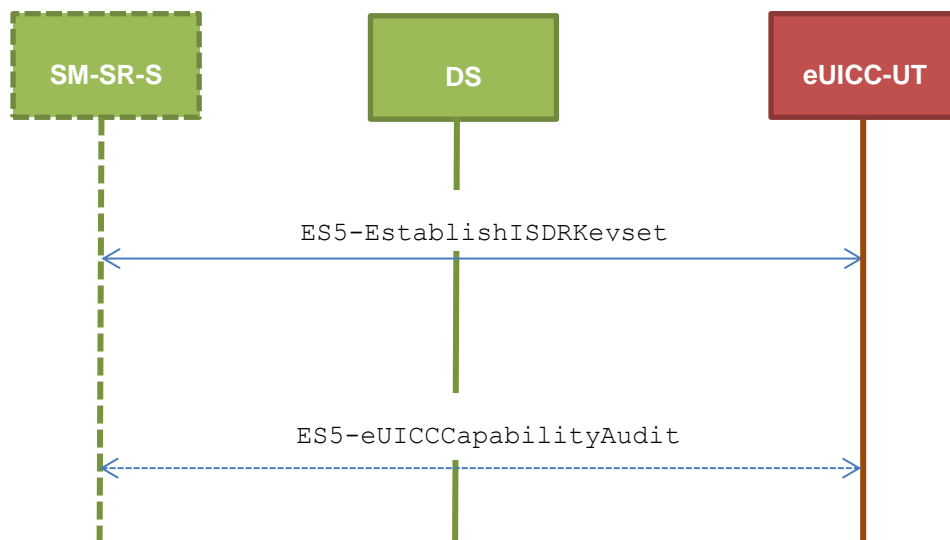 SM-SR-S
DS
eUICC-UT
ES5-EstablishISDRKeyset
ES5-eUICCCapabilityAudit